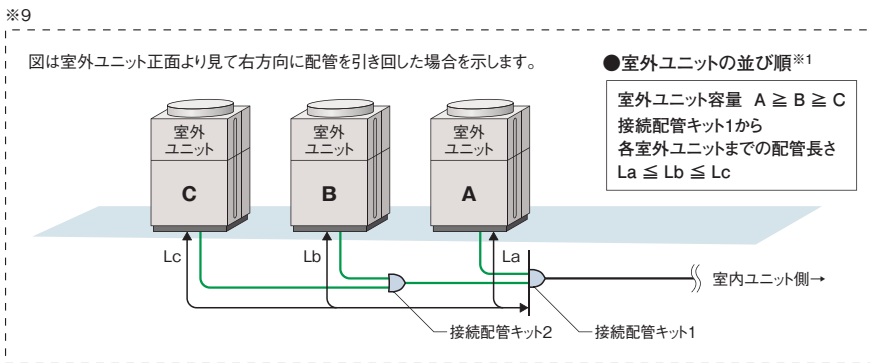 ※9
図は室外ユニット正面より見て右方向に配管を引き回した場合を示します。
●室外ユニットの並び順※1
室外ユニット容量 A ≧ B ≧ C
接続配管キット1から
各室外ユニットまでの配管長さ
La ≦ Lb ≦ Lc
室外
ユニット
C
室外
ユニット
B
室外
ユニット
A
Lc
Lb
La
室内ユニット側→
接続配管キット2
接続配管キット1